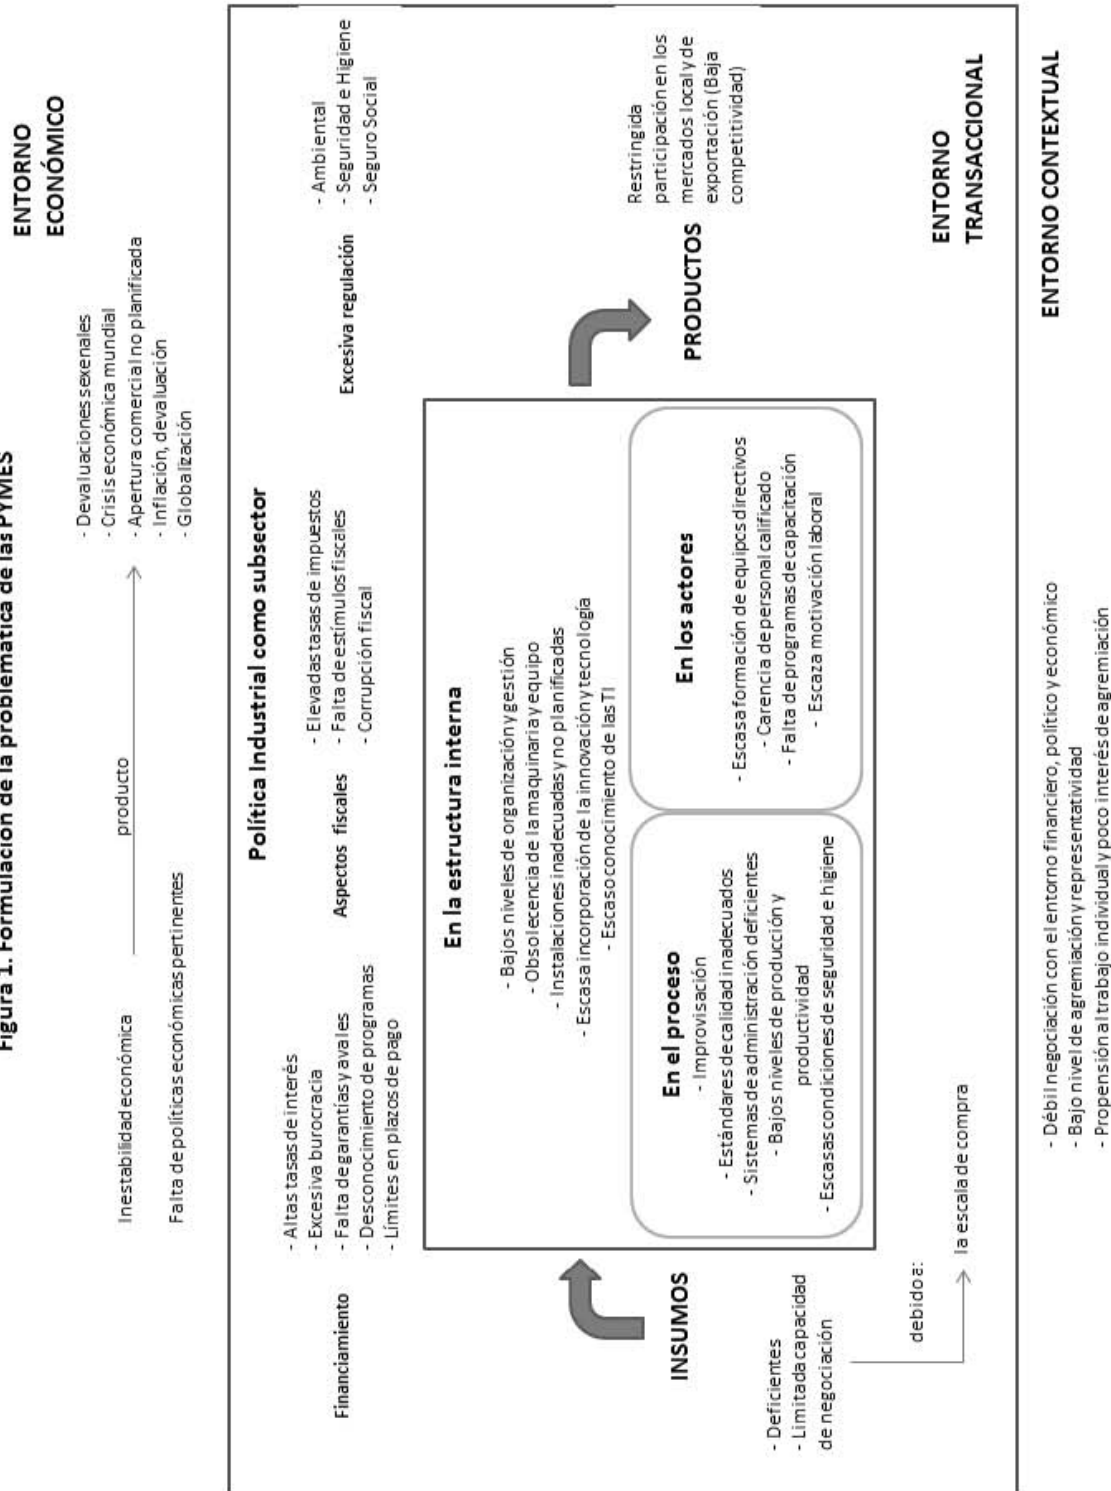 Figura 1. Formulación de la problemática de las PYMES
ENTORNO
ECONÓMICO
- Devaluaciones sexenales
- Crisis económica mundial
- Apertura comercial no planificada
- Inflación, devaluación
- Globalización
Inestabilidad económica
producto
Falta de políticas económicas pertinentes
Política Industrial como subsector
Financiamiento
- Altas tasas de interés
- Excesiva burocracia
- Falta de garantías y avales
- Desconocimiento de programas
- Límites en plazos de pago
Aspectos fiscales
- Elevadas tasas de impuestos
- Falta de estímulos fiscales
- Corrupción fiscal
Excesiva regulación
- Ambiental
- Seguridad e Higiene
- Seguro Social
En la estructura interna
- Bajos niveles de organización y gestión
- Obsolecencia de la maquinaria y equipo
- Instalaciones inadecuadas y no planificadas
- Escasa incorporación de la innovación y tecnología
- Escaso conocimiento de las TI
En el proceso
- Improvisación
- Estándares de calidad inadecuados
- Sistemas de administración deficientes
- Bajos niveles de producción y
productividad
- Escasas condiciones de seguridad e higiene
En los actores
- Escasa formación de equipos directivos
- Carencia de personal calificado
- Falta de programas de capacitación
- Escaza motivación laboral
INSUMOS
- Deficientes
- Limitada capacidad
de negociación
debido a:
la escala de compra
PRODUCTOS
Restringida
participación en los
mercados local y de
exportación (Baja
competitividad)
ENTORNO
TRANSACCIONAL
ENTORNO CONTEXTUAL
- Débil negociación con el entorno financiero, político y económico
- Bajo nivel de agremiación y representatividad
- Propensión al trabajo individual y poco interés de agremiación